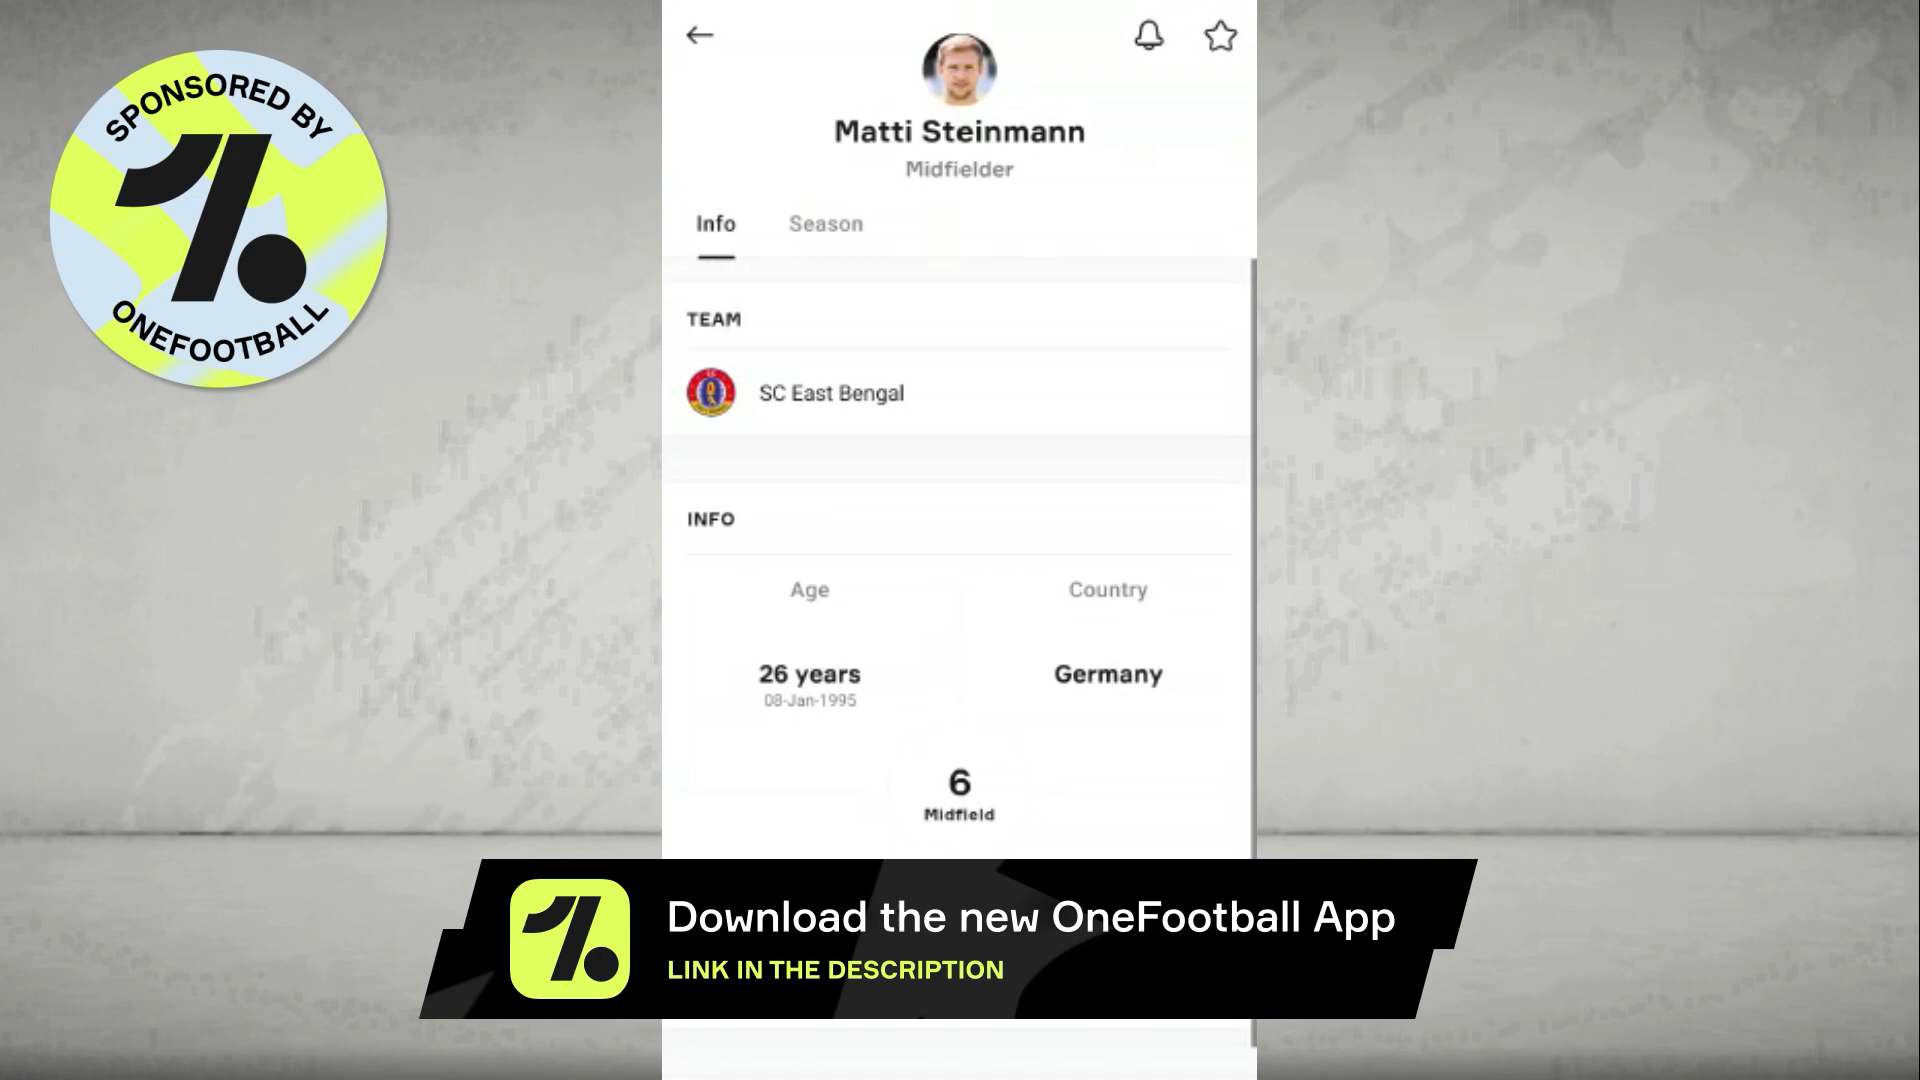 SPONSORED BY
ONEFOOTBALL
Matti Steinmann
Midfielder
Info Season
TEAM
SC East Bengal
INFO
Age Country
26 years Germany
08-Jan-1995
6
Midfield
Download the new OneFootball App
LINK IN THE DESCRIPTION